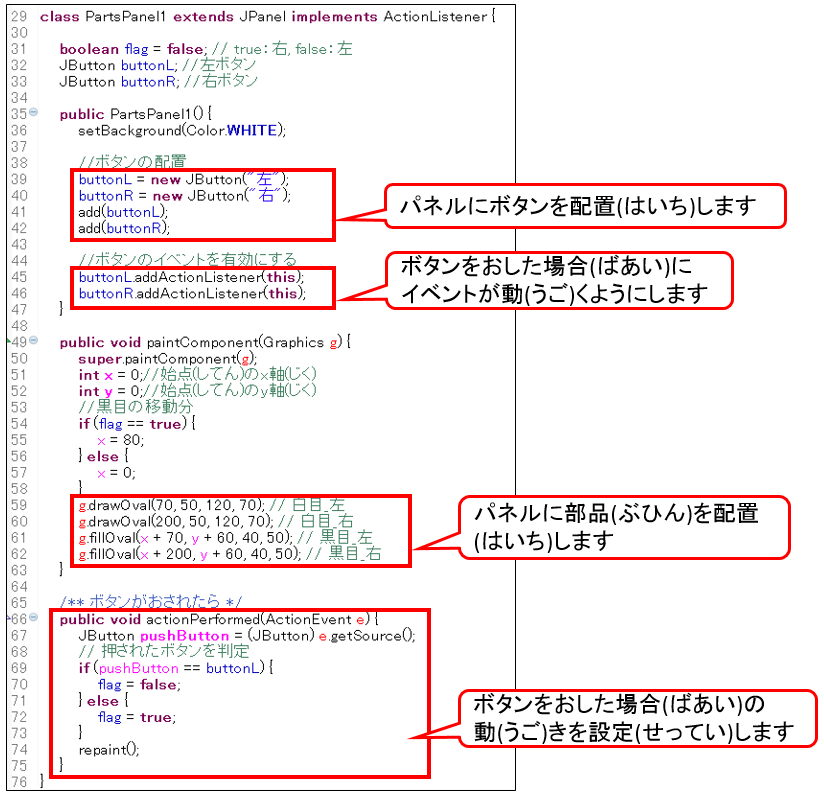 29 class PartsPanel1 extends JPanel implements ActionListener {
30
31 boolean flag = false; // true：右, false：左
32 JButton buttonL; //左ボタン
33 JButton buttonR; //右ボタン
34
35 public PartsPanel1() {
36 setBackground(Color.WHITE);
37
38 //ボタンの配置
39 buttonL = new JButton("左");
40 buttonR = new JButton("右");
41 add(buttonL);
42 add(buttonR);
パネルにボタンを配置(はいち)します
43
44 //ボタンのイベントを有効にする
45 buttonL.addActionListener(this);
46 buttonR.addActionListener(this);
47 }
ボタンをおした場合(ばあい)に
イベントが動(うご)くようにします
48
49 public void paintComponent(Graphics g) {
50 super.paintComponent(g);
51 int x = 0;//始点(してん)のx軸(じく)
52 int y = 0;//始点(してん)のy軸(じく)
53 //黒目の移動分
54 if (flag == true) {
55 x = 80;
56 } else {
57 x = 0;
58 }
59 g.drawOval(70, 50, 120, 70); // 白目_左
60 g.drawOval(200, 50, 120, 70); // 白目_右
61 g.fillOval(x + 70, y + 60, 40, 50); // 黒目_左
62 g.fillOval(x + 200, y + 60, 40, 50); // 黒目_右
63 }
パネルに部品(ぶひん)を配置
(はいち)します
64
65 /** ボタンがおされたら */
66 public void actionPerformed(ActionEvent e) {
67 JButton pushButton = (JButton) e.getSource();
68 // 押されたボタンを判定
69 if (pushButton == buttonL) {
70 flag = false;
71 } else {
72 flag = true;
73 }
74 repaint();
75 }
76 }
ボタンをおした場合(ばあい)の
動(うご)きを設定(せってい)します